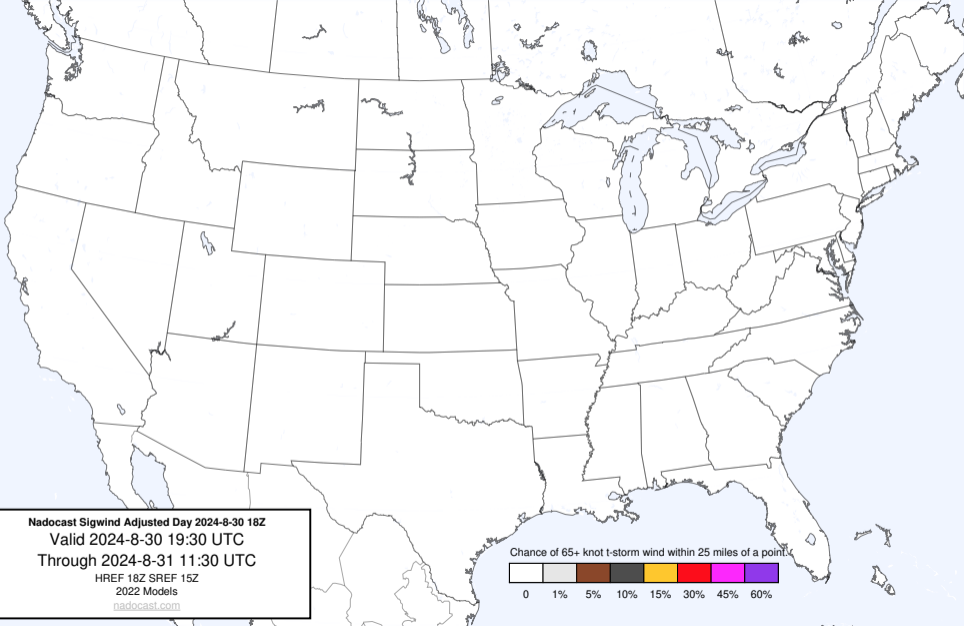 Nadocast Sigwind Adjusted Day 2024-8-30 18Z
Valid 2024-8-30 19:30 UTC
Through 2024-8-31 11:30 UTC
HREF 18Z SREF 15Z
2022 Models
nadocast.com
Chance of 65+ knot t-storm wind within 25 miles of a point.
0 1% 5% 10% 15% 30% 45% 60%